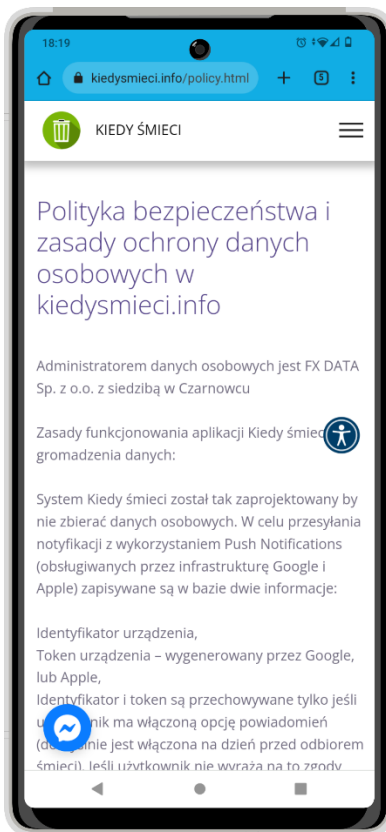 18:19
kiedysmieci.info/policy.html
5
KIEDY ŚMIECI
Polityka bezpieczeństwa i
zasady ochrony danych
osobowych w
kiedysmieci.info
Administratorem danych osobowych jest FX DATA
Sp. z o.o. z siedzibą w Czarnowcu
Zasady funkcjonowania aplikacji Kiedy
gromadzenia danych:
System Kiedy śmieci został tak zaprojektowany by
nie zbierać danych osobowych. W celu przesyłania
notyfikacji z wykorzystaniem Push Notifications
(obsługiwanych przez infrastrukturę Google i
Apple) zapisywane są w bazie dwie informacje:
Identyfikator urządzenia,
Token urządzenia – wygenerowany przez Google,
lub Apple,
Identyfikator i token są przechowywane tylko jeśli
ma włączoną opcję powiadomień
jest włączona na dzień przed odbiorem
śmieci). Jeśli użytkownik nie wyraża na to zgody